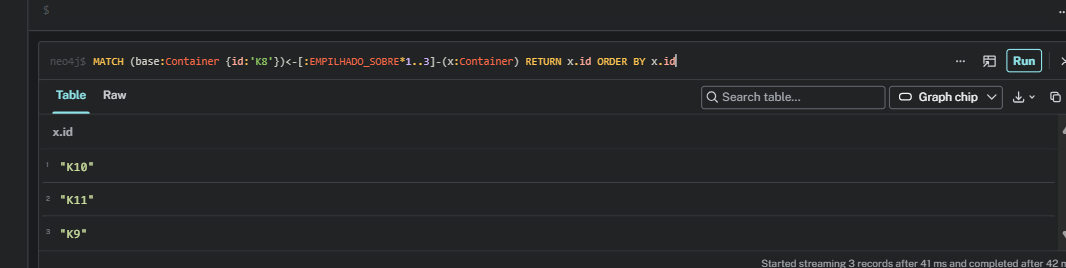 $
neo4j$ MATCH (base:Container {id:'K8'})<-[:EMPILHADO_SOBRE*1..3]-(x:Container) RETURN x.id ORDER BY x.id
Run
Table Raw
Search table...
Graph chip
x.id
1 "K10"
2 "K11"
3 "K9"
Started streaming 3 records after 41 ms and completed after 42